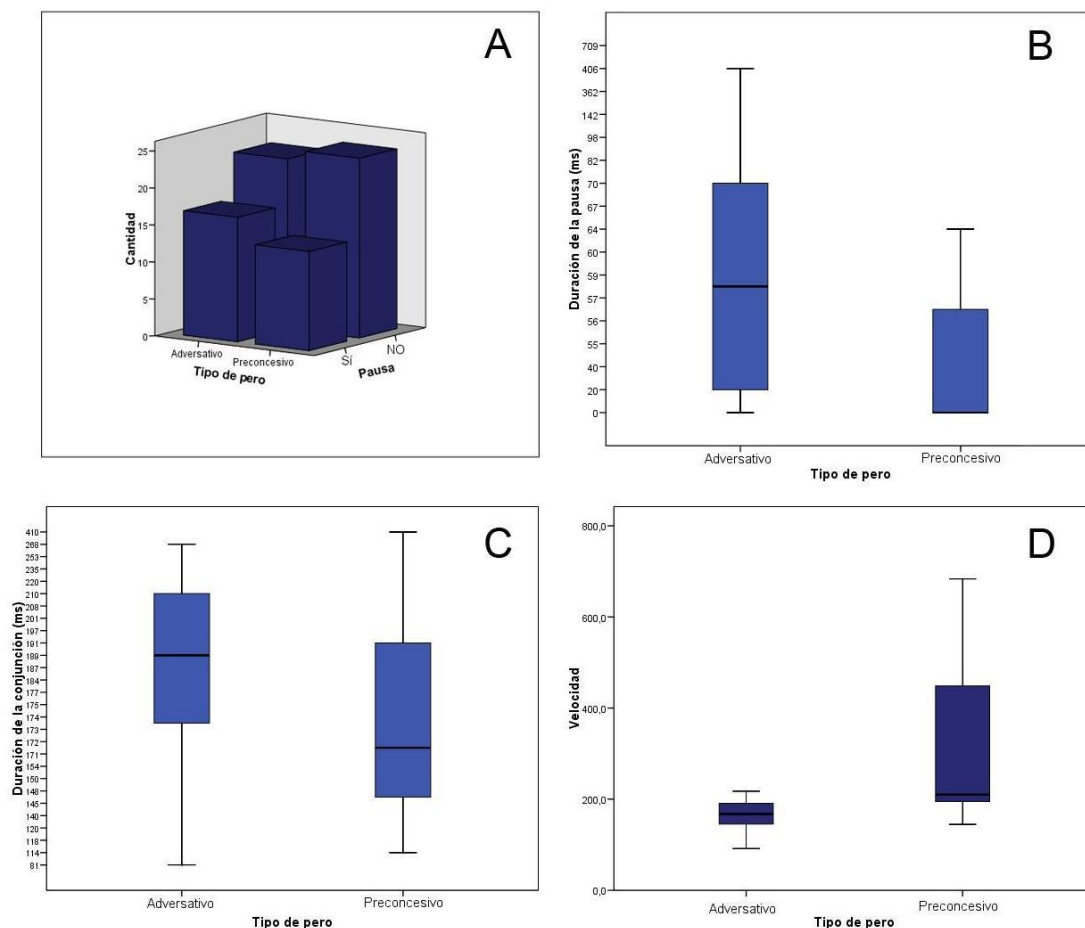 A
Cantidad
25
20
15
10
5
0
Adversativo
Preconcesivo
Tipo de pero
Sí
NO
Pausa
B
Duración de la pausa (ms)
709
406
362
142
98
82
70
67
64
60
59
57
56
55
40
20
0
Adversativo
Preconcesivo
Tipo de pero
C
Duración de la conjunción (ms)
410
268
253
235
220
210
208
201
197
191
189
187
184
177
175
174
173
172
171
154
150
148
145
140
120
118
114
81
Adversativo
Preconcesivo
Tipo de pero
D
Velocidad
800,0
600,0
400,0
200,0
0,0
Adversativo
Preconcesivo
Tipo de pero